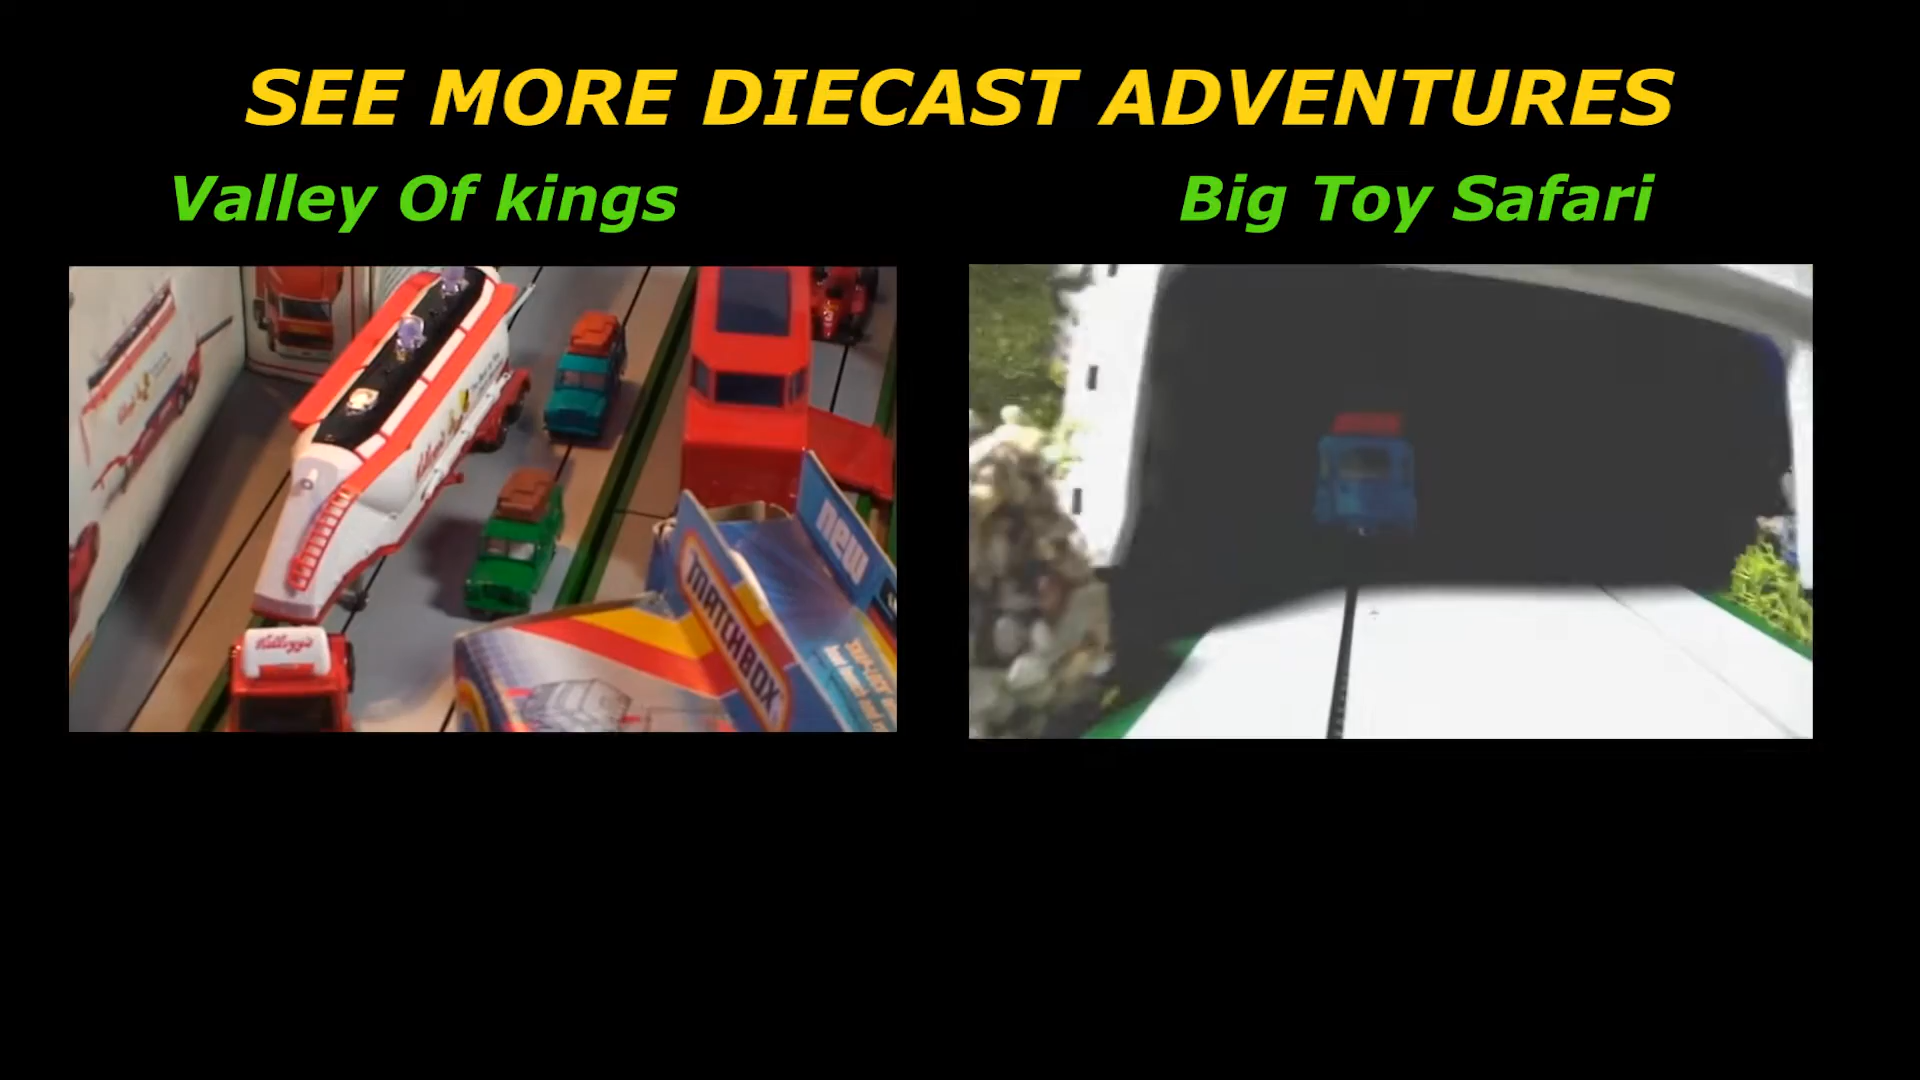 SEE MORE DIECAST ADVENTURES
Valley Of kings
Big Toy Safari
Kellogg's
new
MATCHBOX